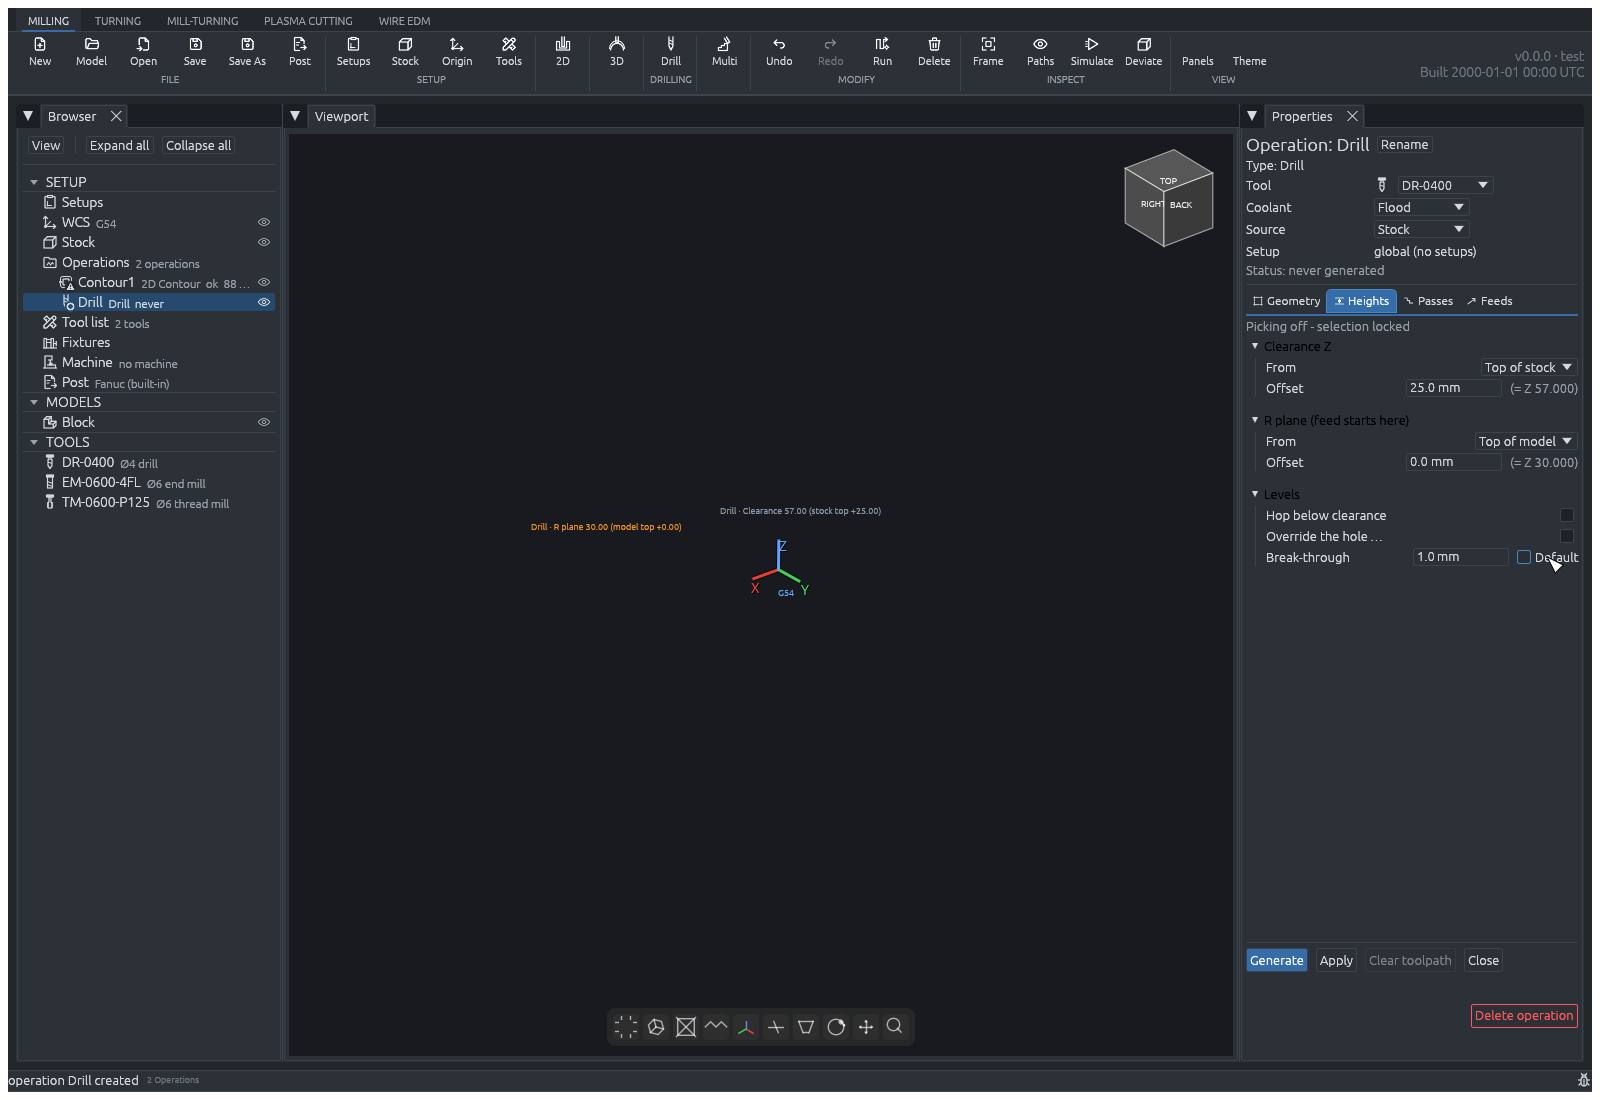 MILLING TURNING MILL-TURNING PLASMA CUTTING WIRE EDM
New Model Open Save Save As Post Setups Stock Origin Tools 2D 3D Drill Multi Undo Redo Run Delete Frame Paths Simulate Deviate Panels Theme
FILE SETUP DRILLING MODIFY INSPECT VIEW
v0.0.0 · test
Built 2000-01-01 00:00 UTC
Browser
View Expand all Collapse all
SETUP
Setups
WCS G54
Stock
Operations 2 operations
Contour1 2D Contour ok 88 ...
Drill Drill never
Tool list 2 tools
Fixtures
Machine no machine
Post Fanuc (built-in)
MODELS
Block
TOOLS
DR-0400 Ø4 drill
EM-0600-4FL Ø6 end mill
TM-0600-P125 Ø6 thread mill
Viewport
TOP
RIGHT BACK
Drill · Clearance 57.00 (stock top +25.00)
Drill · R plane 30.00 (model top +0.00)
Z
X G54 Y
Properties
Operation: Drill Rename
Type: Drill
Tool DR-0400
Coolant Flood
Source Stock
Setup global (no setups)
Status: never generated
Geometry Heights Passes Feeds
Picking off - selection locked
Clearance Z
From Top of stock
Offset 25.0 mm (= Z 57.000)
R plane (feed starts here)
From Top of model
Offset 0.0 mm (= Z 30.000)
Levels
Hop below clearance
Override the hole ...
Break-through 1.0 mm Default
Generate Apply Clear toolpath Close
Delete operation
operation Drill created 2 Operations